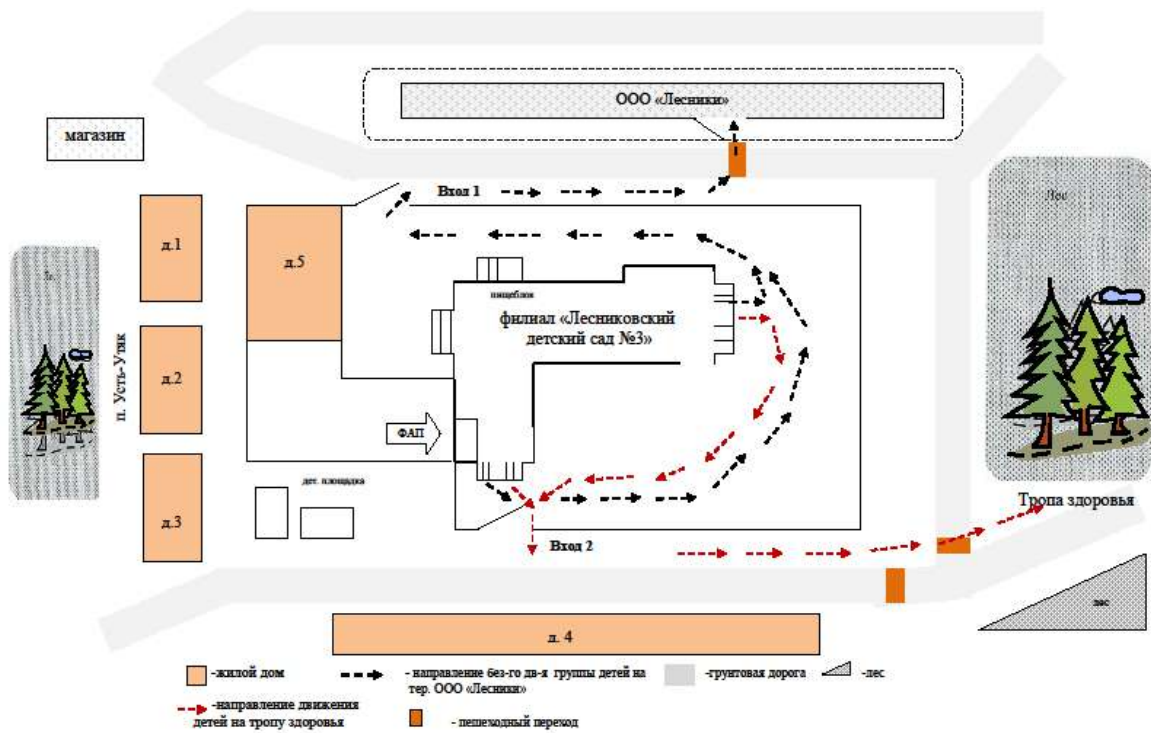 ООО «Лесники»
магазин
Вход 1
Лес
д.1
д.5
пищеблок
филиал «Лесниковский
детский сад №3»
п. Усть-Утяк
д.2
ФАП
дет. площадка
Тропа здоровья
д.3
Вход 2
лес
д. 4
-жилой дом
- направление без-го дв-я группы детей на
тер. ООО «Лесники»
-грунтовая дорога
-лес
-направление движения
детей на тропу здоровья
- пешеходный переход